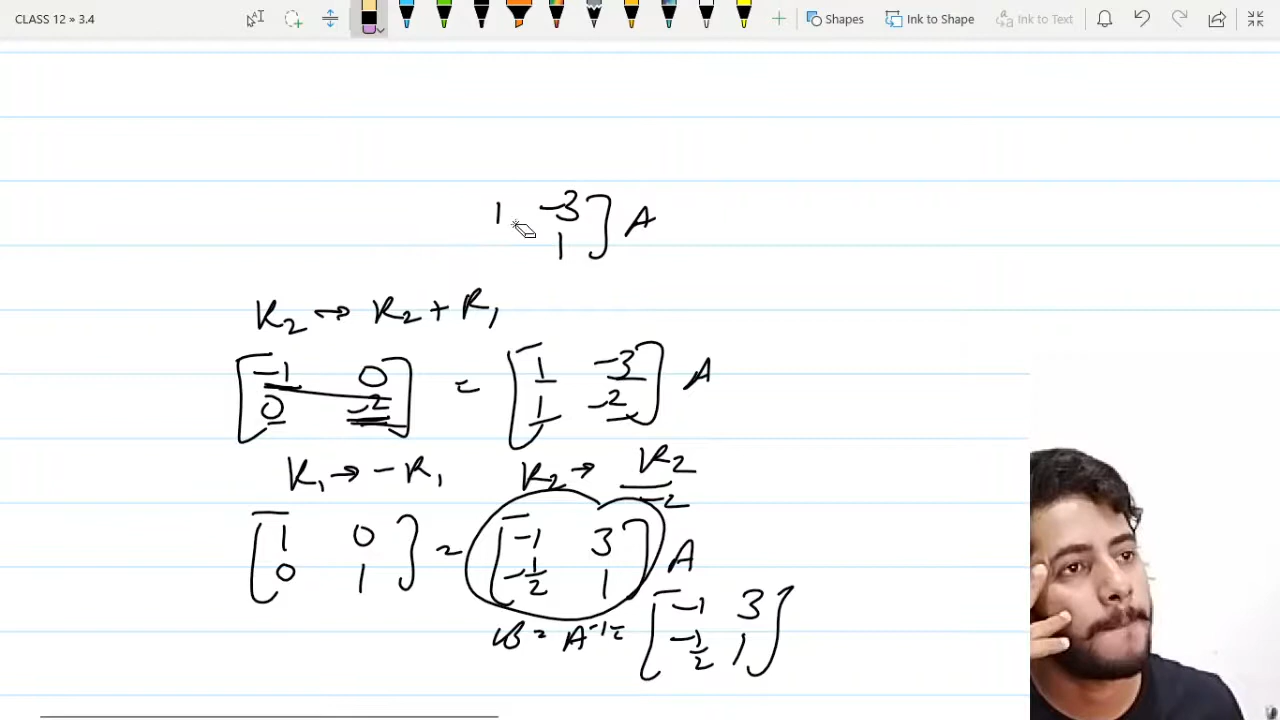 CLASS 12 » 3.4
Shapes Ink to Shape Ink to Text
1 -3 ] A
1
R₂ → R₂ + R₁
[ -1 0 ] = [ 1 -3 ] A
[ 0 -2 ] [ 1 -2 ]
R₁ → -R₁ R₂ → R₂/-2
[ 1 0 ] = [ -1 3 ] A
[ 0 1 ] [ -1/2 1 ]
B = A⁻¹ = [ -1 3 ]
[ -1/2 1 ]